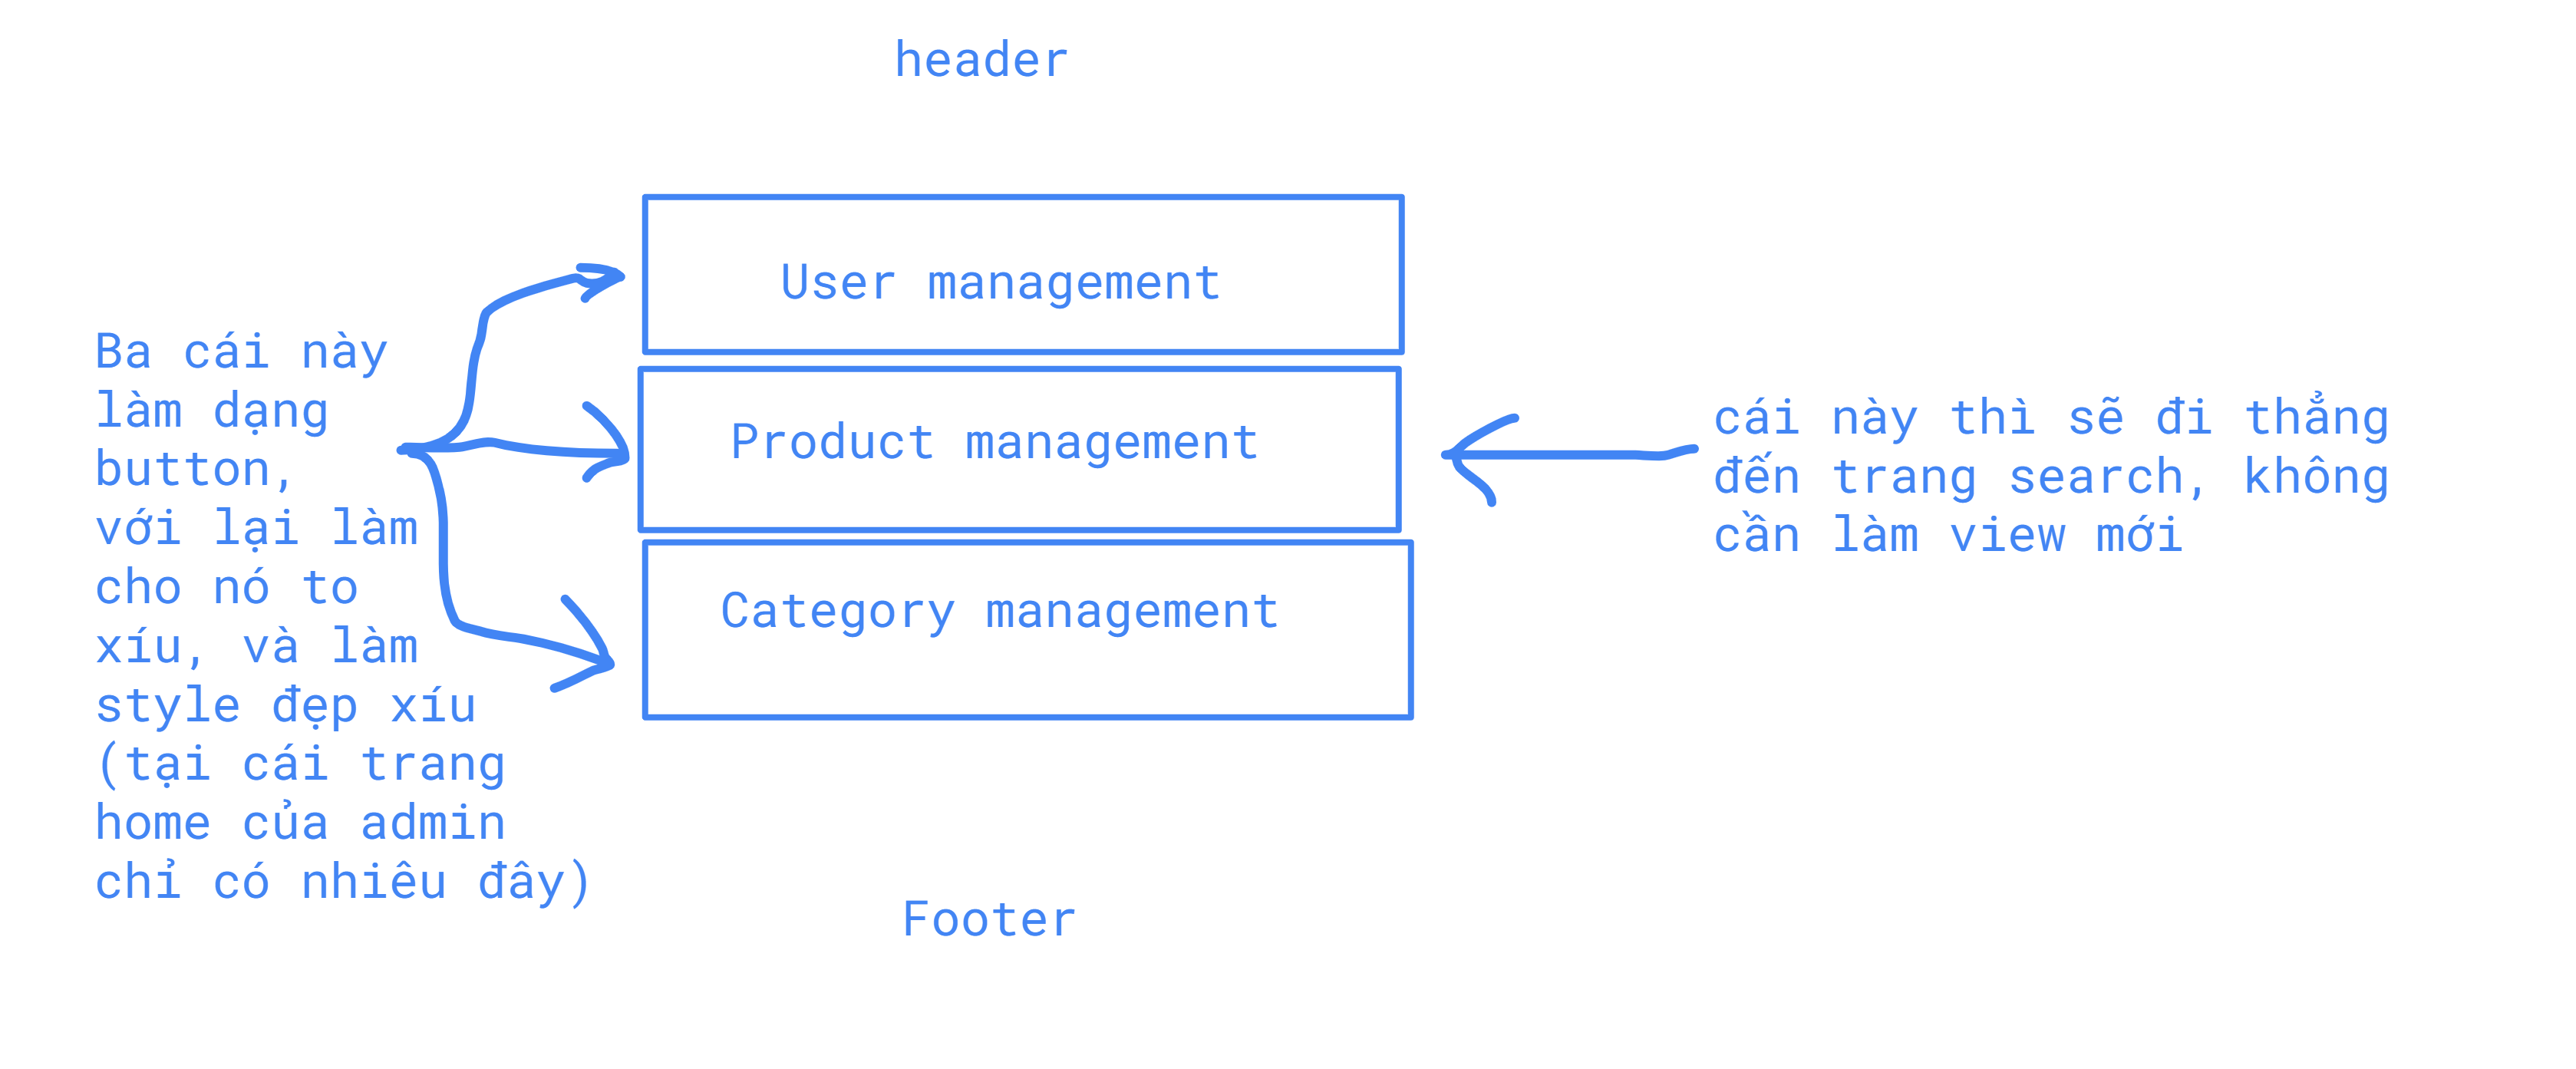 header
User management
Product management
Category management
Ba cái này
làm dạng
button,
với lại làm
cho nó to
xíu, và làm
style đẹp xíu
(tại cái trang
home của admin
chỉ có nhiêu đây)
cái này thì sẽ đi thẳng
đến trang search, không
cần làm view mới
Footer